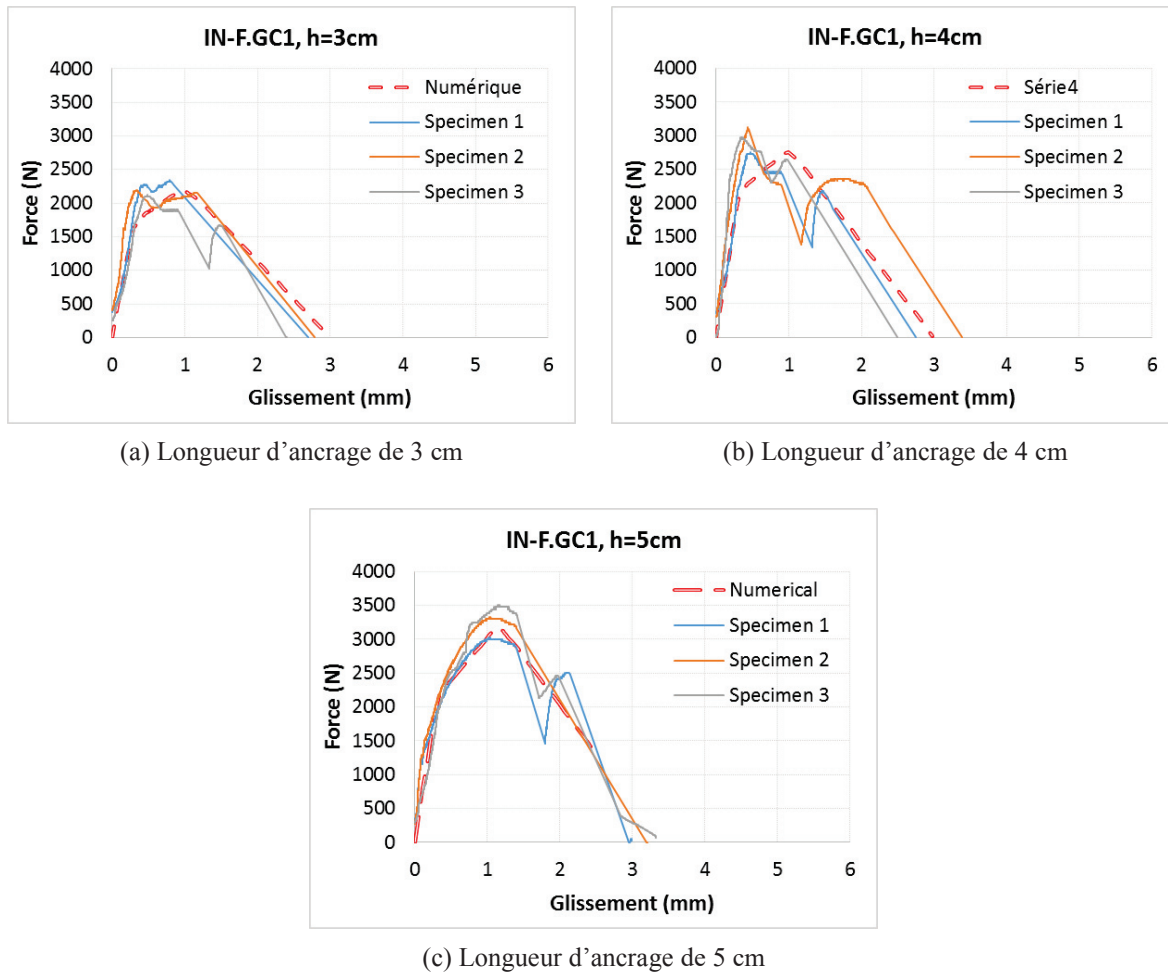 IN-F.GC1, h=3cm
4000
3500
3000
2500
2000
1500
1000
500
0
Force (N)
Numérique
Specimen 1
Specimen 2
Specimen 3
0 1 2 3 4 5 6
Glissement (mm)
(a) Longueur d'ancrage de 3 cm
IN-F.GC1, h=4cm
4000
3500
3000
2500
2000
1500
1000
500
0
Force (N)
Série4
Specimen 1
Specimen 2
Specimen 3
0 1 2 3 4 5 6
Glissement (mm)
(b) Longueur d'ancrage de 4 cm
IN-F.GC1, h=5cm
4000
3500
3000
2500
2000
1500
1000
500
0
Force (N)
Numerical
Specimen 1
Specimen 2
Specimen 3
0 1 2 3 4 5 6
Glissement (mm)
(c) Longueur d'ancrage de 5 cm